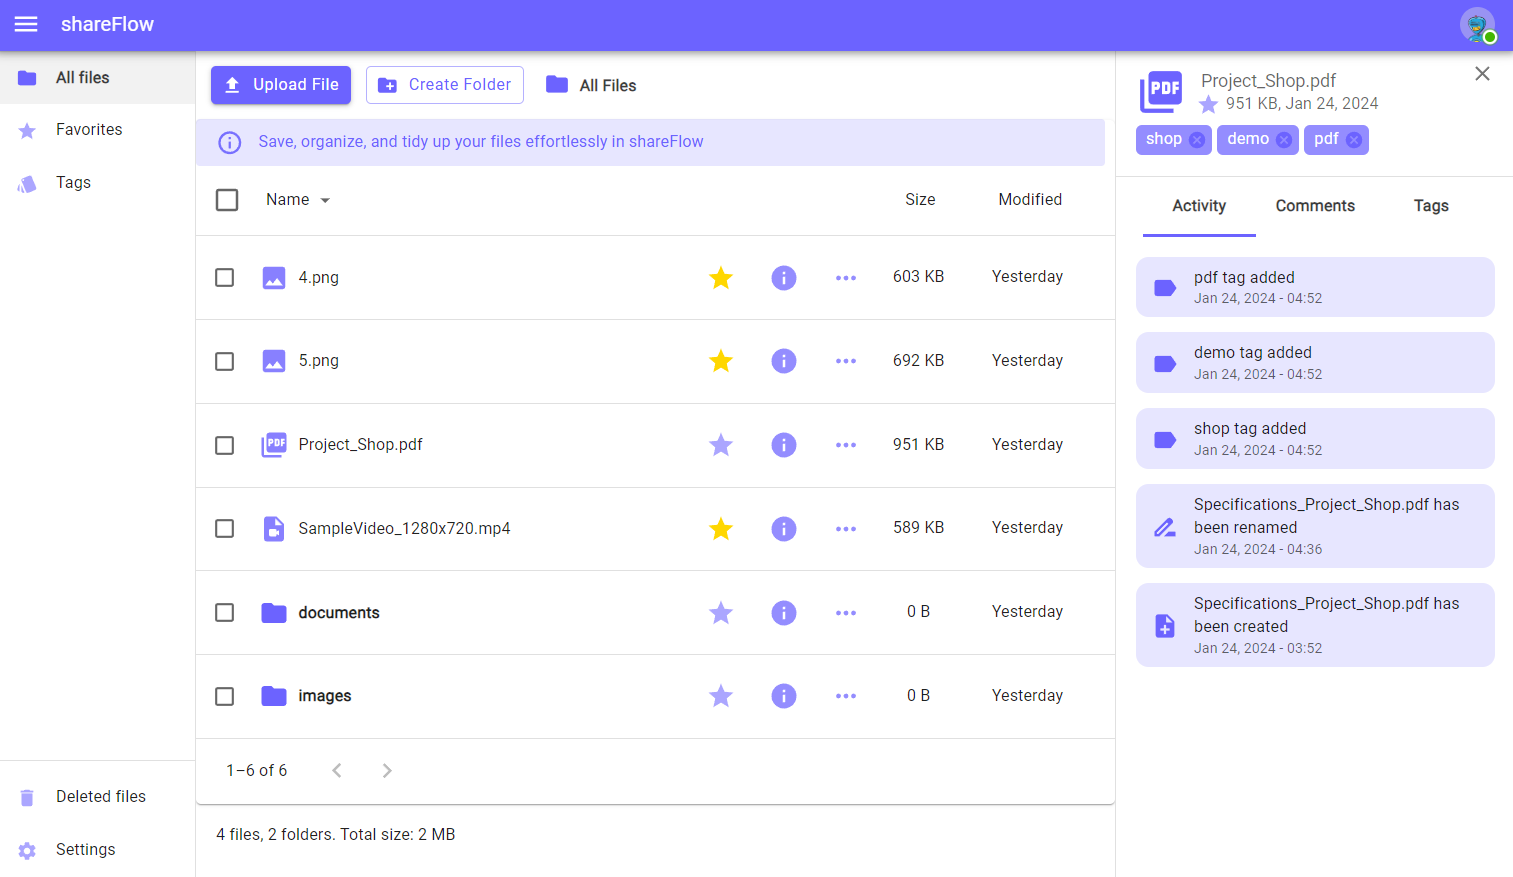 shareFlow
All files
Favorites
Tags
Deleted files
Settings
Upload File
Create Folder
All Files
Save, organize, and tidy up your files effortlessly in shareFlow
Name Size Modified
4.png 603 KB Yesterday
5.png 692 KB Yesterday
PDF Project_Shop.pdf 951 KB Yesterday
SampleVideo_1280x720.mp4 589 KB Yesterday
documents 0 B Yesterday
images 0 B Yesterday
1–6 of 6
4 files, 2 folders. Total size: 2 MB
PDF
Project_Shop.pdf
951 KB, Jan 24, 2024
shop demo pdf
Activity Comments Tags
pdf tag added
Jan 24, 2024 - 04:52
demo tag added
Jan 24, 2024 - 04:52
shop tag added
Jan 24, 2024 - 04:52
Specifications_Project_Shop.pdf has
been renamed
Jan 24, 2024 - 04:36
Specifications_Project_Shop.pdf has
been created
Jan 24, 2024 - 03:52